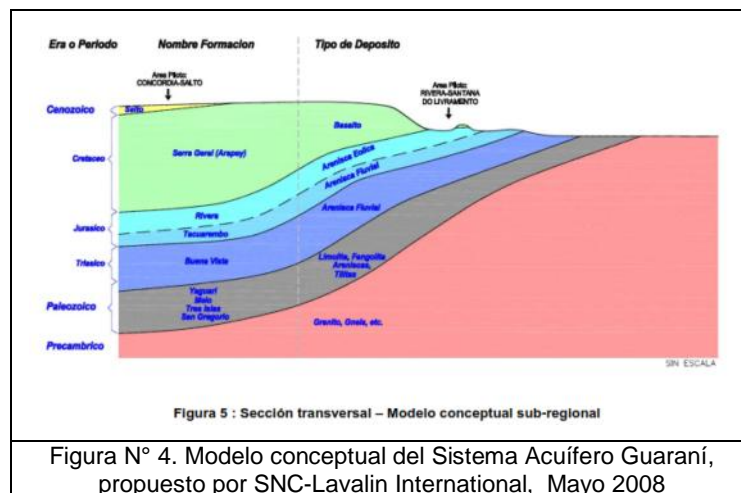 Era o Periodo Nombre Formacion Tipo de Deposito
Area Piloto:
CONCORDIA-SALTO
Area Piloto:
RIVERA-SANTANA
DO LIVRAMENTO
Cenozoico Salto
Basalto
Cretaceo
Serra Geral (Arapey)
Arenisca Eolica
Arenisca Fluvial
Rivera
Arenisca Fluvial
Jurasico
Tacuarembo
Triasico Buena Vista
Limolita, Fangolita
Areniscas,
Tilitas
Yaguari
Melo
Tres Islas
San Gregorio
Paleozoico
Granito, Gneis, etc.
Precambrico
SIN ESCALA
Figura 5 : Sección transversal – Modelo conceptual sub-regional
Figura N° 4. Modelo conceptual del Sistema Acuífero Guaraní,
propuesto por SNC-Lavalin International, Mayo 2008